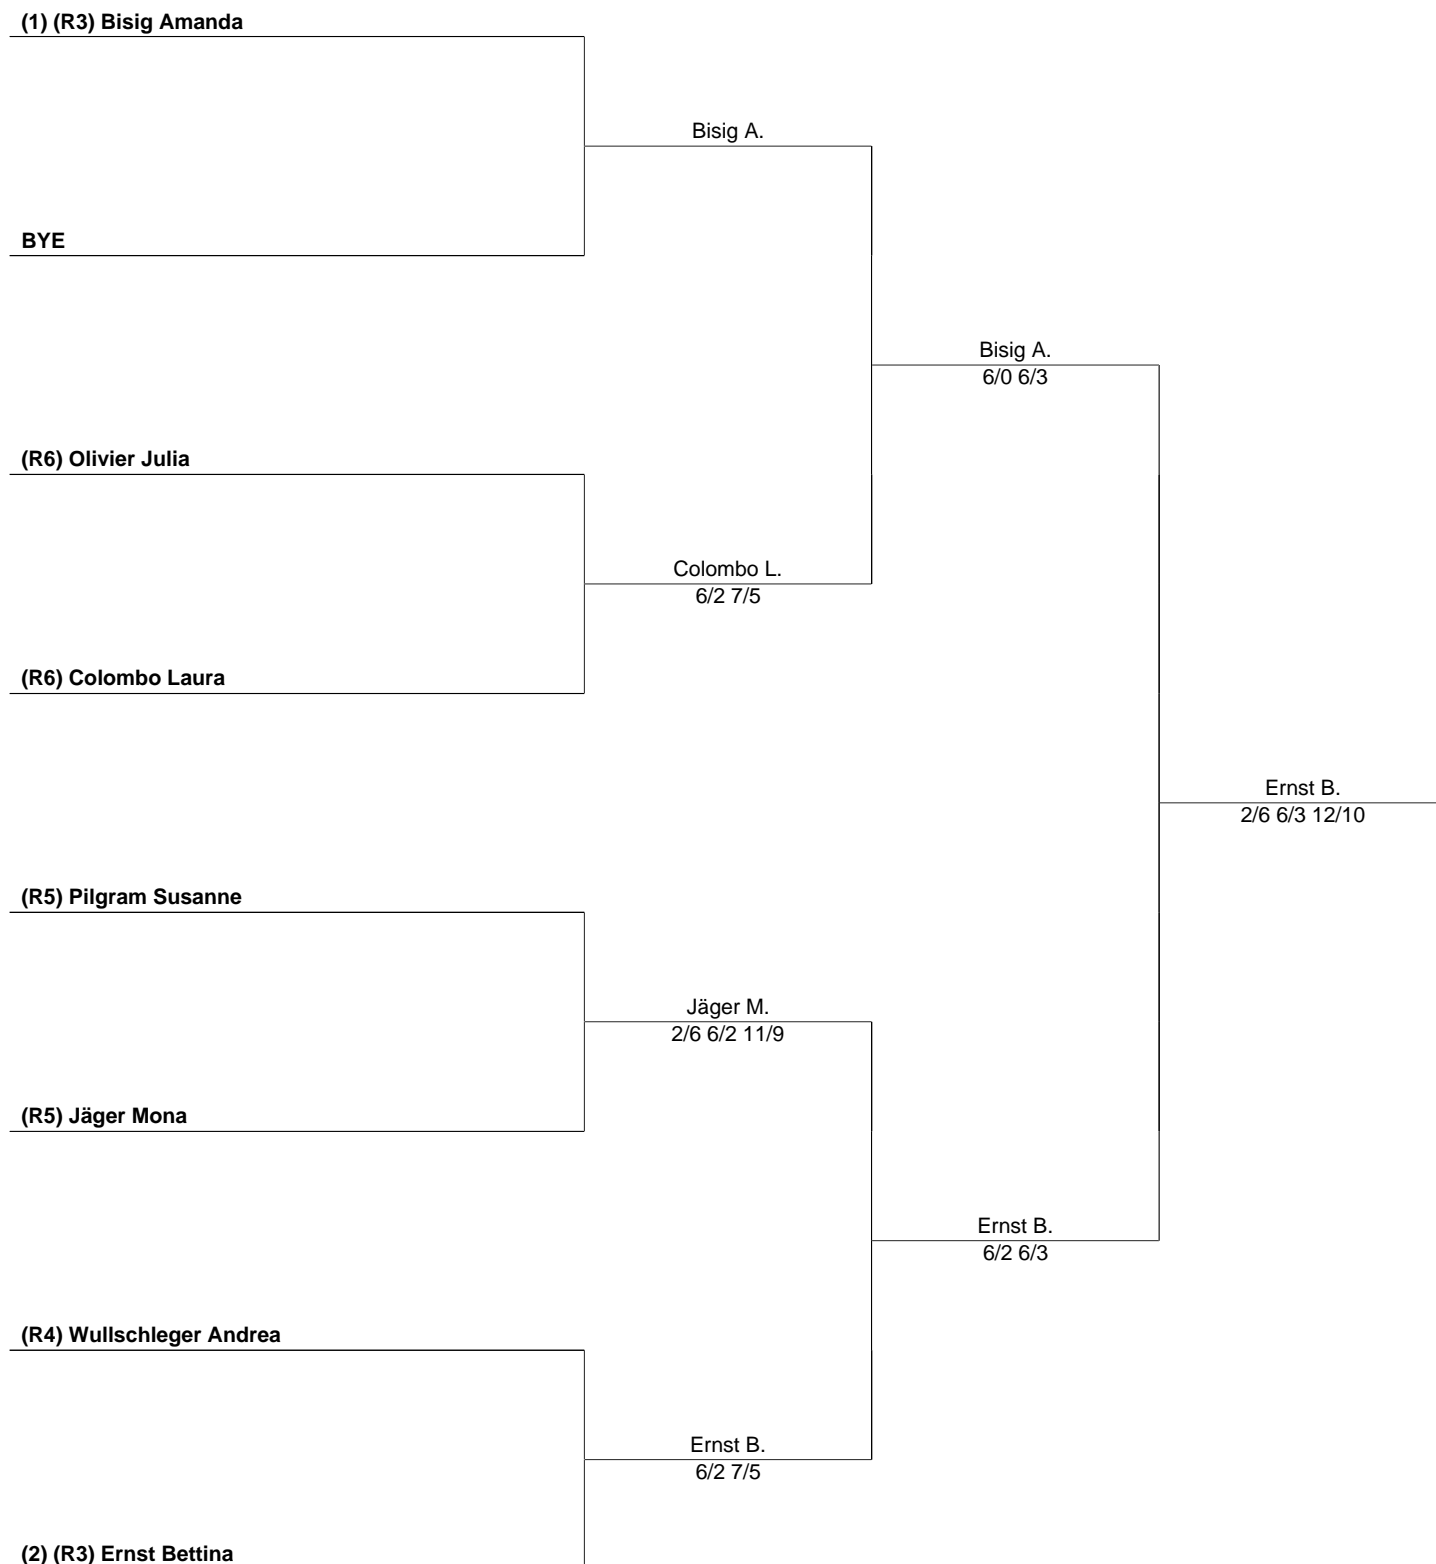 (1) (R3) Bisig Amanda
Bisig A.
BYE
Bisig A.
6/0 6/3
(R6) Olivier Julia
Colombo L.
6/2 7/5
(R6) Colombo Laura
Ernst B.
2/6 6/3 12/10
(R5) Pilgram Susanne
Jäger M.
2/6 6/2 11/9
(R5) Jäger Mona
Ernst B.
6/2 6/3
(R4) Wullschleger Andrea
Ernst B.
6/2 7/5
(2) (R3) Ernst Bettina